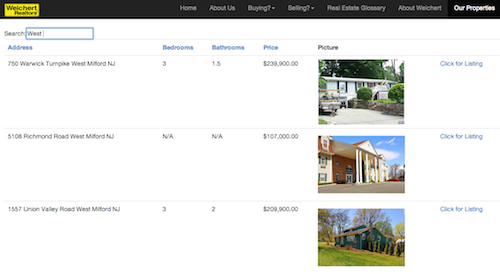 Weichert
Realtors
Home About Us Buying? Selling? Real Estate Glossary About Weichert Our Properties
Search: West
Address Bedrooms Bathrooms Price Picture
750 Warwick Turnpike West Milford NJ 3 1.5 $239,900.00 Click for Listing
5108 Richmond Road West Milford NJ N/A N/A $107,000.00 Click for Listing
1557 Union Valley Road West Milford NJ 3 2 $209,900.00 Click for Listing